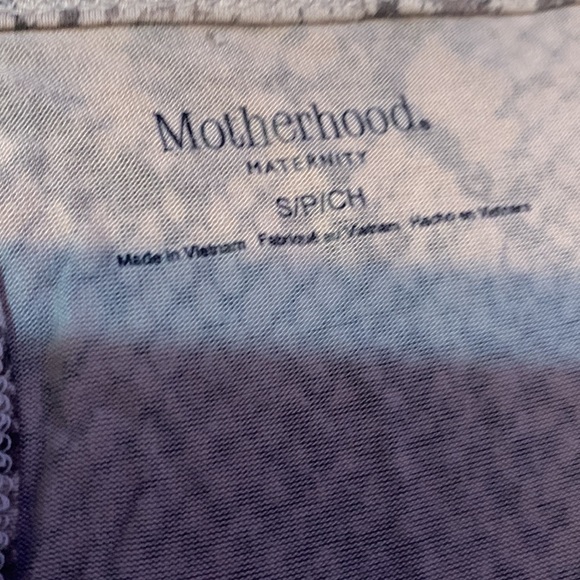 Motherhood.
MATERNITY
S/P/CH
Made in Vietnam Fabriqué au Vietnam Hecho en Vietnam